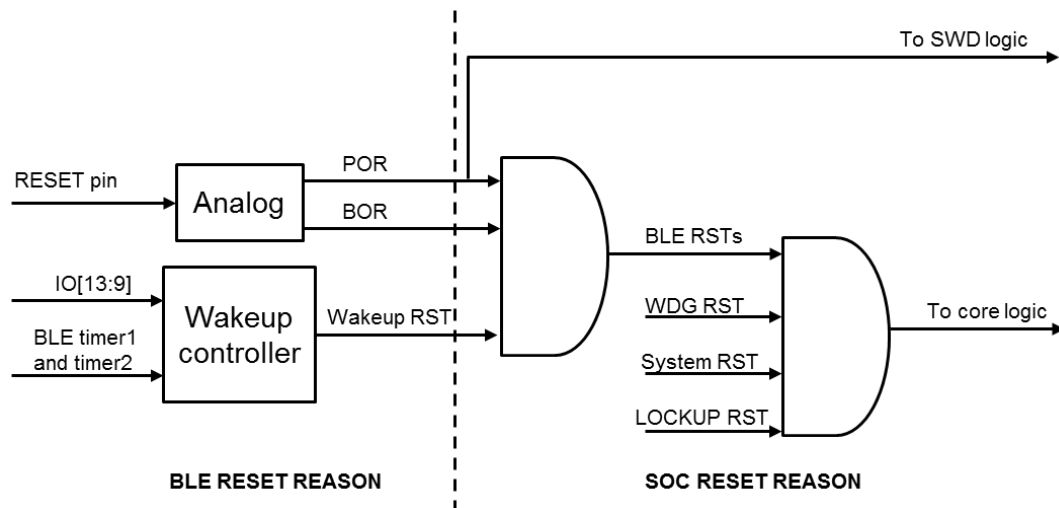 To SWD logic
POR
RESET pin
Analog
BOR
BLE RSTs
IO[13:9]
Wakeup
controller
Wakeup RST
WDG RST
To core logic
BLE timer1
and timer2
System RST
LOCKUP RST
BLE RESET REASON
SOC RESET REASON